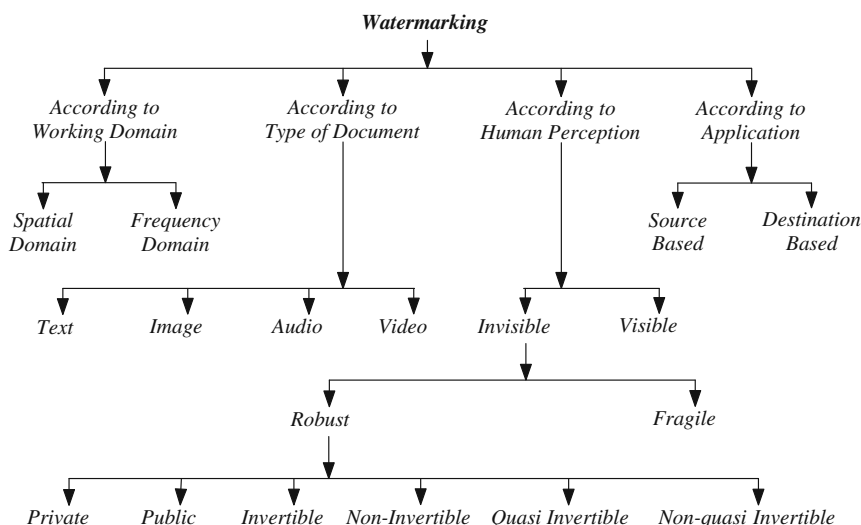 Watermarking
According to
Working Domain
According to
Type of Document
According to
Human Perception
According to
Application
Spatial
Domain
Frequency
Domain
Source
Based
Destination
Based
Text
Image
Audio
Video
Invisible
Visible
Robust
Fragile
Private
Public
Invertible
Non-Invertible
Quasi Invertible
Non-quasi Invertible